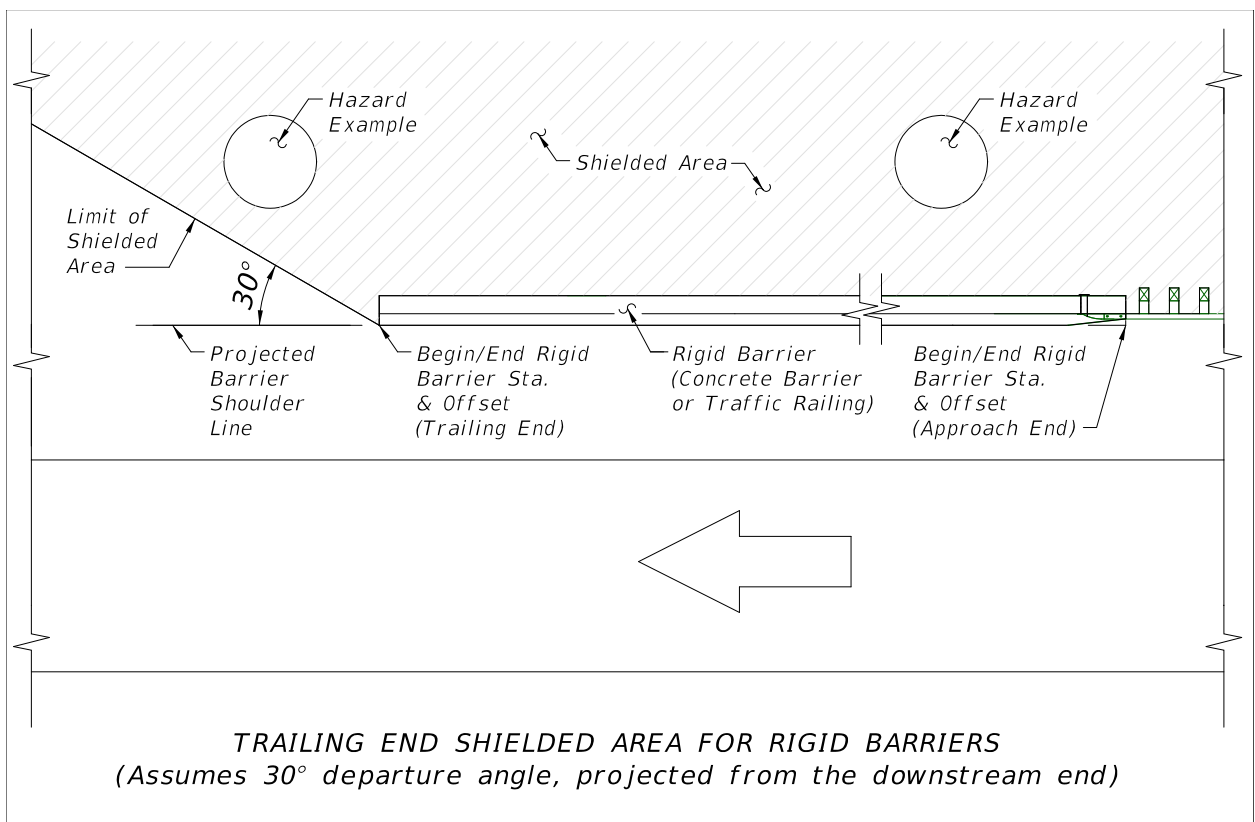 Hazard
Example
Hazard
Example
Shielded Area
Limit of
Shielded
Area
30°
Projected
Barrier
Shoulder
Line
Begin/End Rigid
Barrier Sta.
& Offset
(Trailing End)
Rigid Barrier
(Concrete Barrier
or Traffic Railing)
Begin/End Rigid
Barrier Sta.
& Offset
(Approach End)
TRAILING END SHIELDED AREA FOR RIGID BARRIERS
(Assumes 30° departure angle, projected from the downstream end)